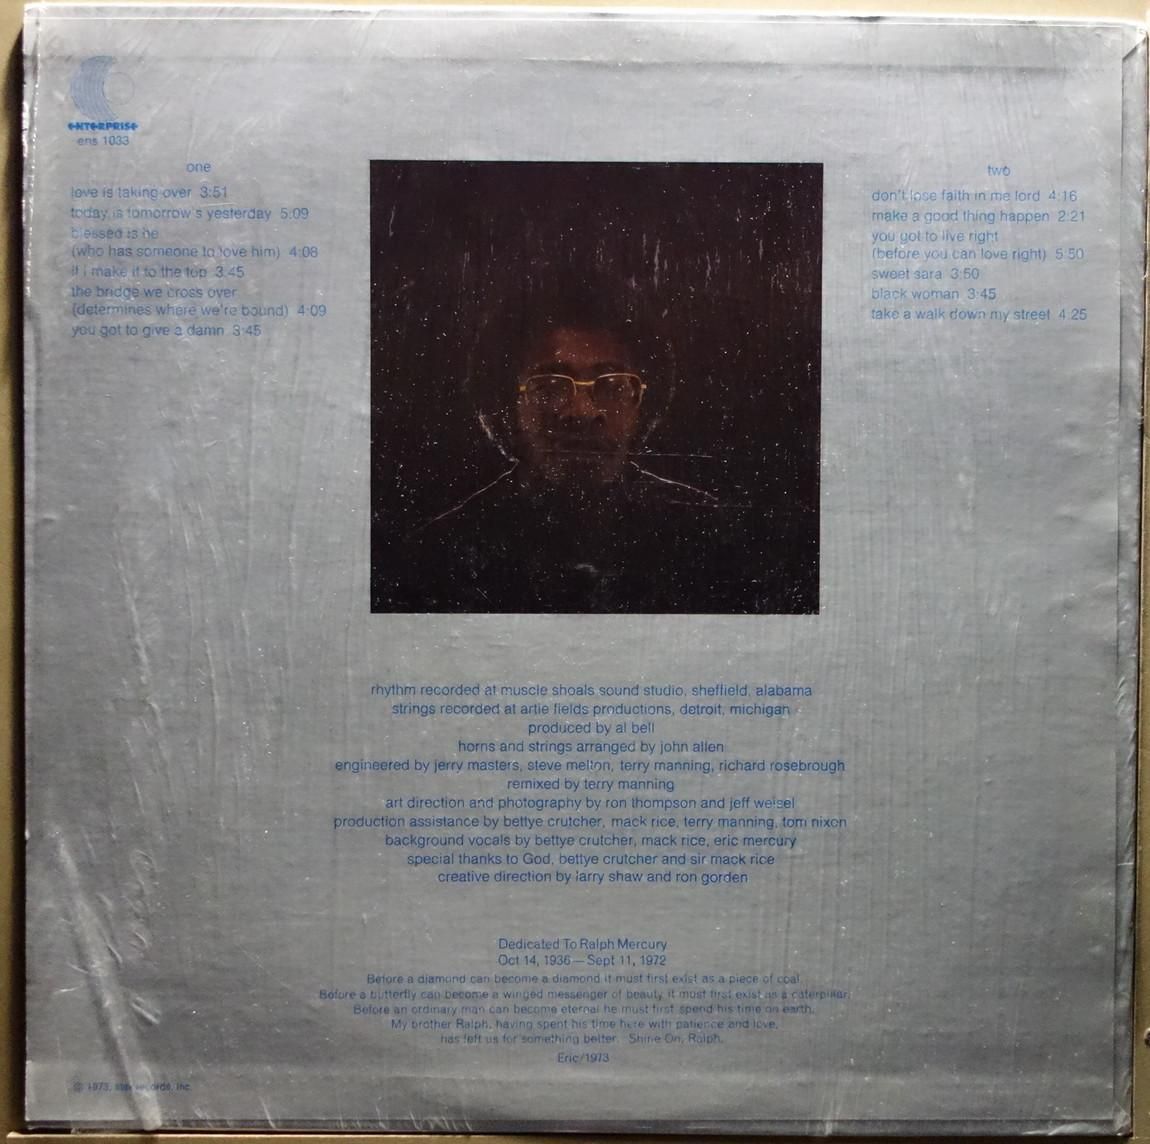 ENTERPRISE
ens 1033
one
love is taking over 3:51
today is tomorrow's yesterday 5:09
blessed is he
(who has someone to love him) 4:08
if i make it to the top 3:45
the bridge we cross over
(determines where we're bound) 4:09
you got to give a damn 3:45
two
don't lose faith in me lord 4:16
make a good thing happen 2:21
you got to live right
(before you can love right) 5:50
sweet sara 3:50
black woman 3:45
take a walk down my street 4:25
rhythm recorded at muscle shoals sound studio, sheffield, alabama
strings recorded at artie fields productions, detroit, michigan
produced by al bell
horns and strings arranged by john allen
engineered by jerry masters, steve melton, terry manning, richard rosebrough
remixed by terry manning
art direction and photography by ron thompson and jeff weisel
production assistance by bettye crutcher, mack rice, terry manning, tom nixon
background vocals by bettye crutcher, mack rice, eric mercury
special thanks to God, bettye crutcher and sir mack rice
creative direction by larry shaw and ron gorden
Dedicated To Ralph Mercury
Oct 14, 1936—Sept 11, 1972
Before a diamond can become a diamond it must first exist as a piece of coal.
Before a butterfly can become a winged messenger of beauty it must first exist as a caterpillar.
Before an ordinary man can become eternal he must first spend his time on earth.
My brother Ralph, having spent his time here with patience and love,
has left us for something better. Shine On, Ralph.
Eric/1973
© 1973, stax records, inc.